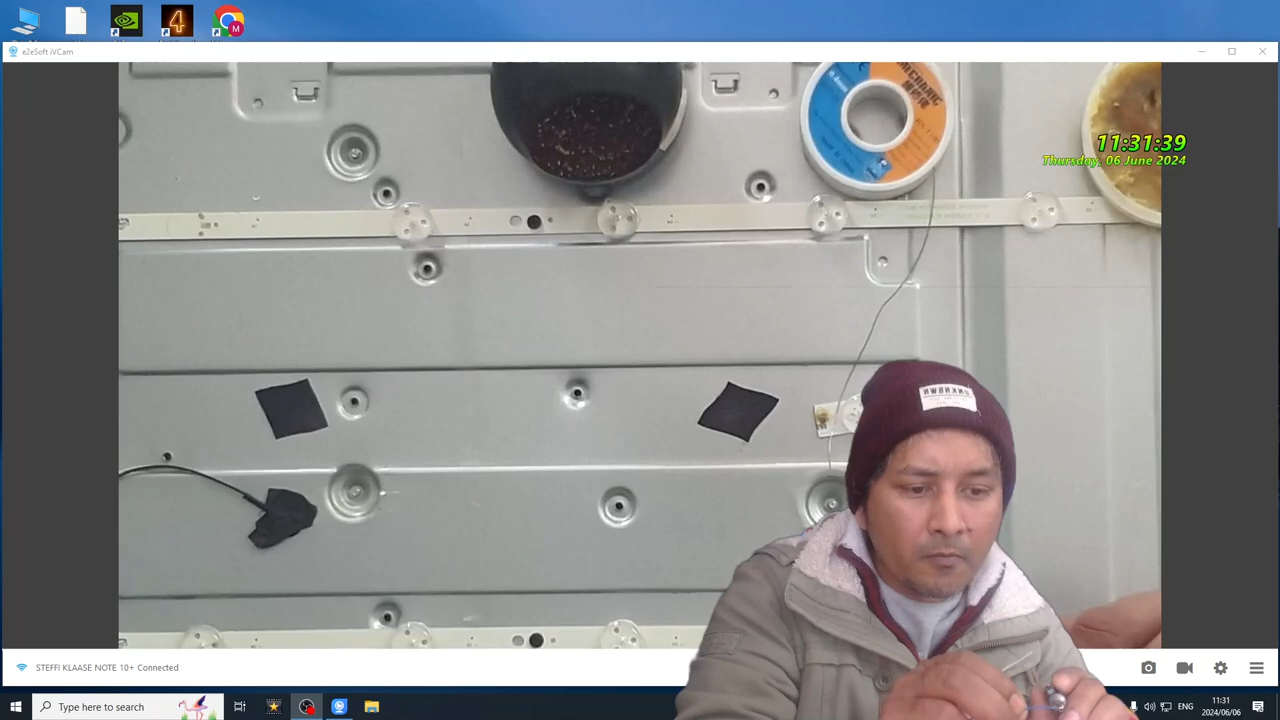 e2eSoft iVCam
MECHANIC
11:31:39
Thursday, 06 June 2024
STEFFI KLAASE NOTE 10+ Connected
Type here to search
ENG
11:31
2024/06/06